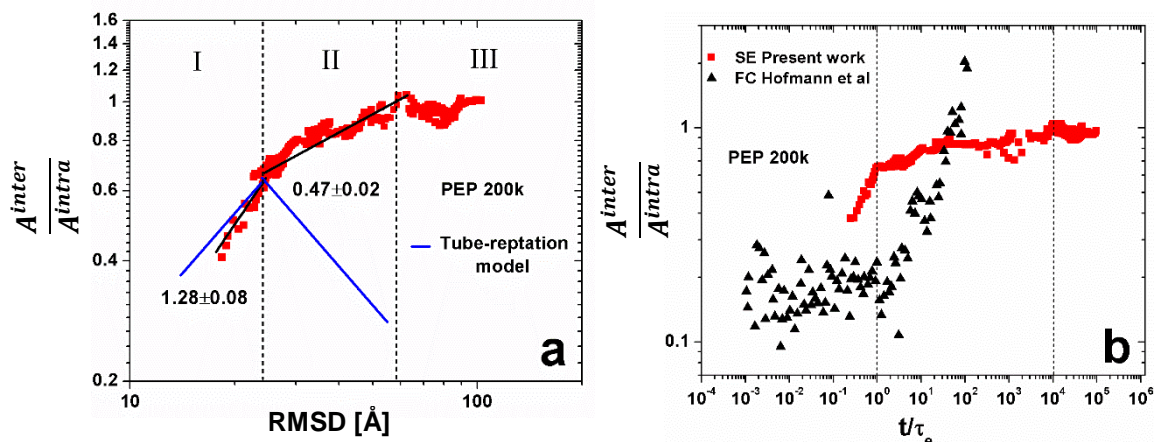 I II III
A^inter
A^intra
1.6
1.4
1.2
1
0.8
0.6
0.4
0.2
0.47±0.02
PEP 200k
Tube-reptation
model
1.28±0.08
a
10 100
RMSD [Å]
SE Present work
FC Hofmann et al
A^inter
A^intra
1
0.1
PEP 200k
b
10^-4 10^-3 10^-2 10^-1 10^0 10^1 10^2 10^3 10^4 10^5 10^6
t/τ_e